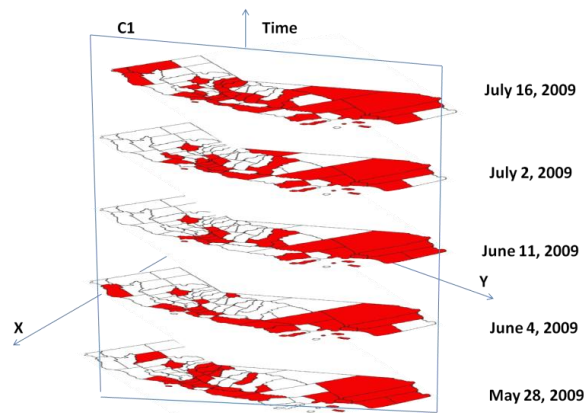 C1
Time
July 16, 2009
July 2, 2009
June 11, 2009
Y
X
June 4, 2009
May 28, 2009